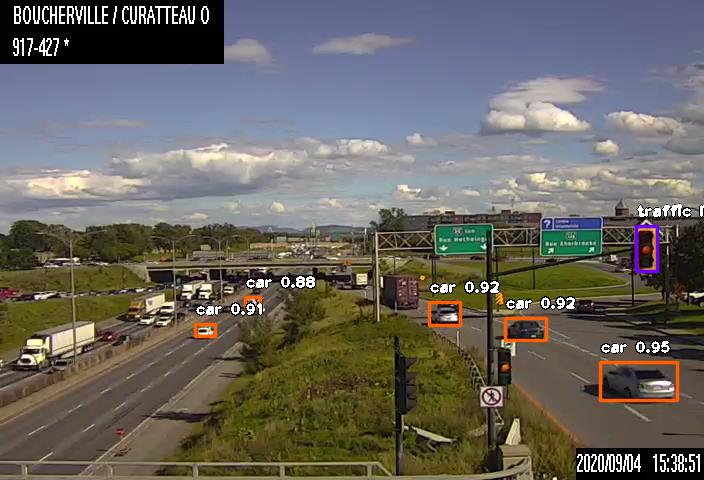 BOUCHERVILLE / CURATTEAU O
917-427 *
traffic
car 0.88
car 0.92
car 0.91
car 0.92
car 0.95
Rue Hochelaga
Rue Sherbrooke
2020/09/04 15:38:51